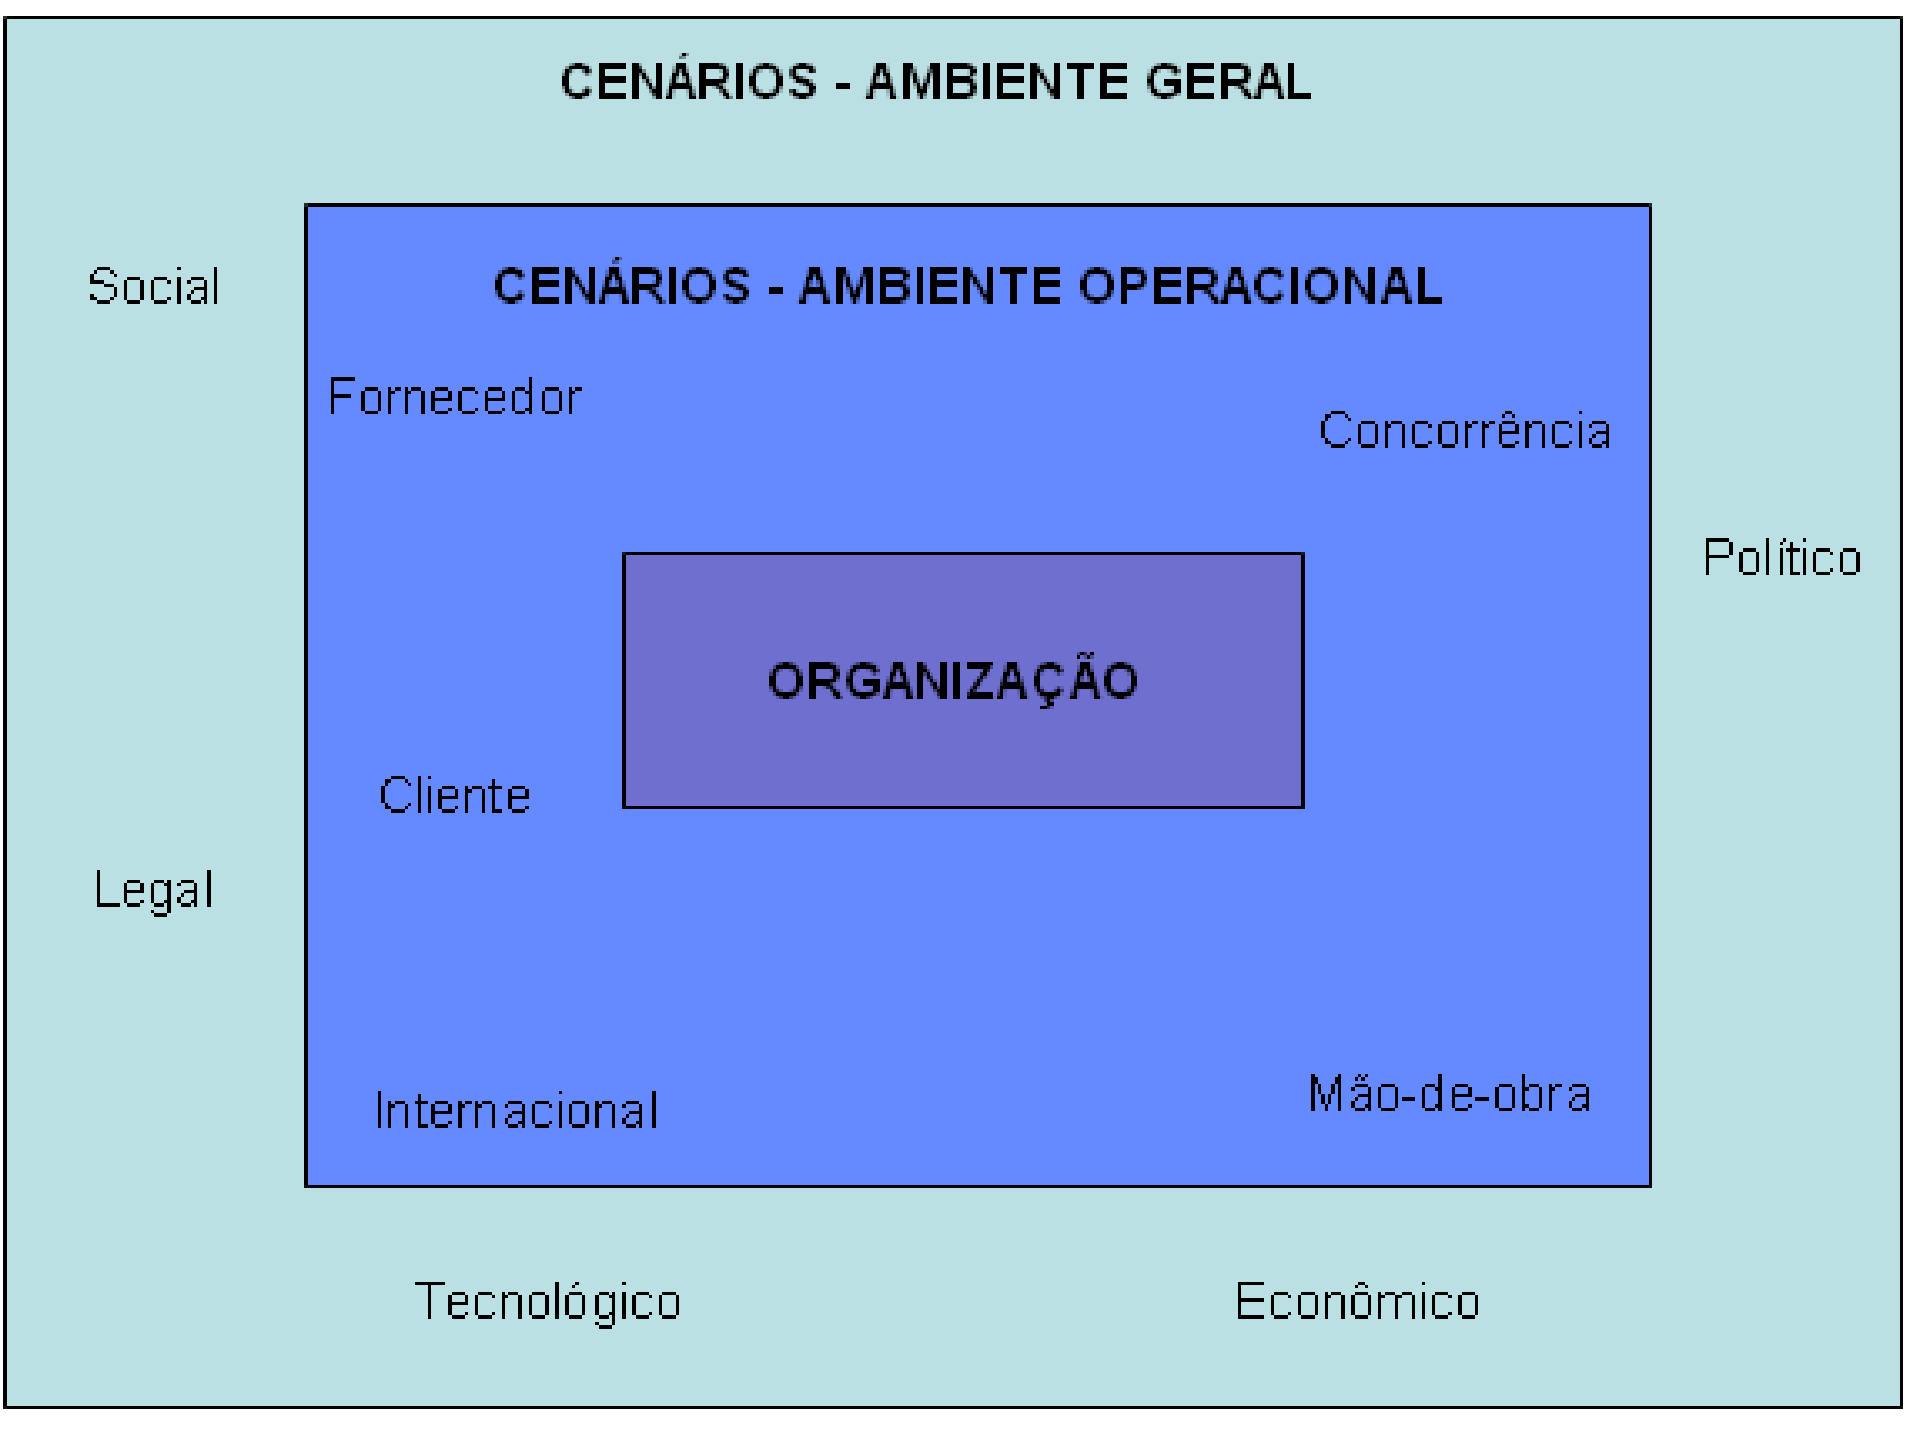 CENÁRIOS - AMBIENTE GERAL
Social
CENÁRIOS - AMBIENTE OPERACIONAL
Fornecedor
Concorrência
Político
ORGANIZAÇÃO
Cliente
Legal
Internacional
Mão-de-obra
Tecnológico
Econômico